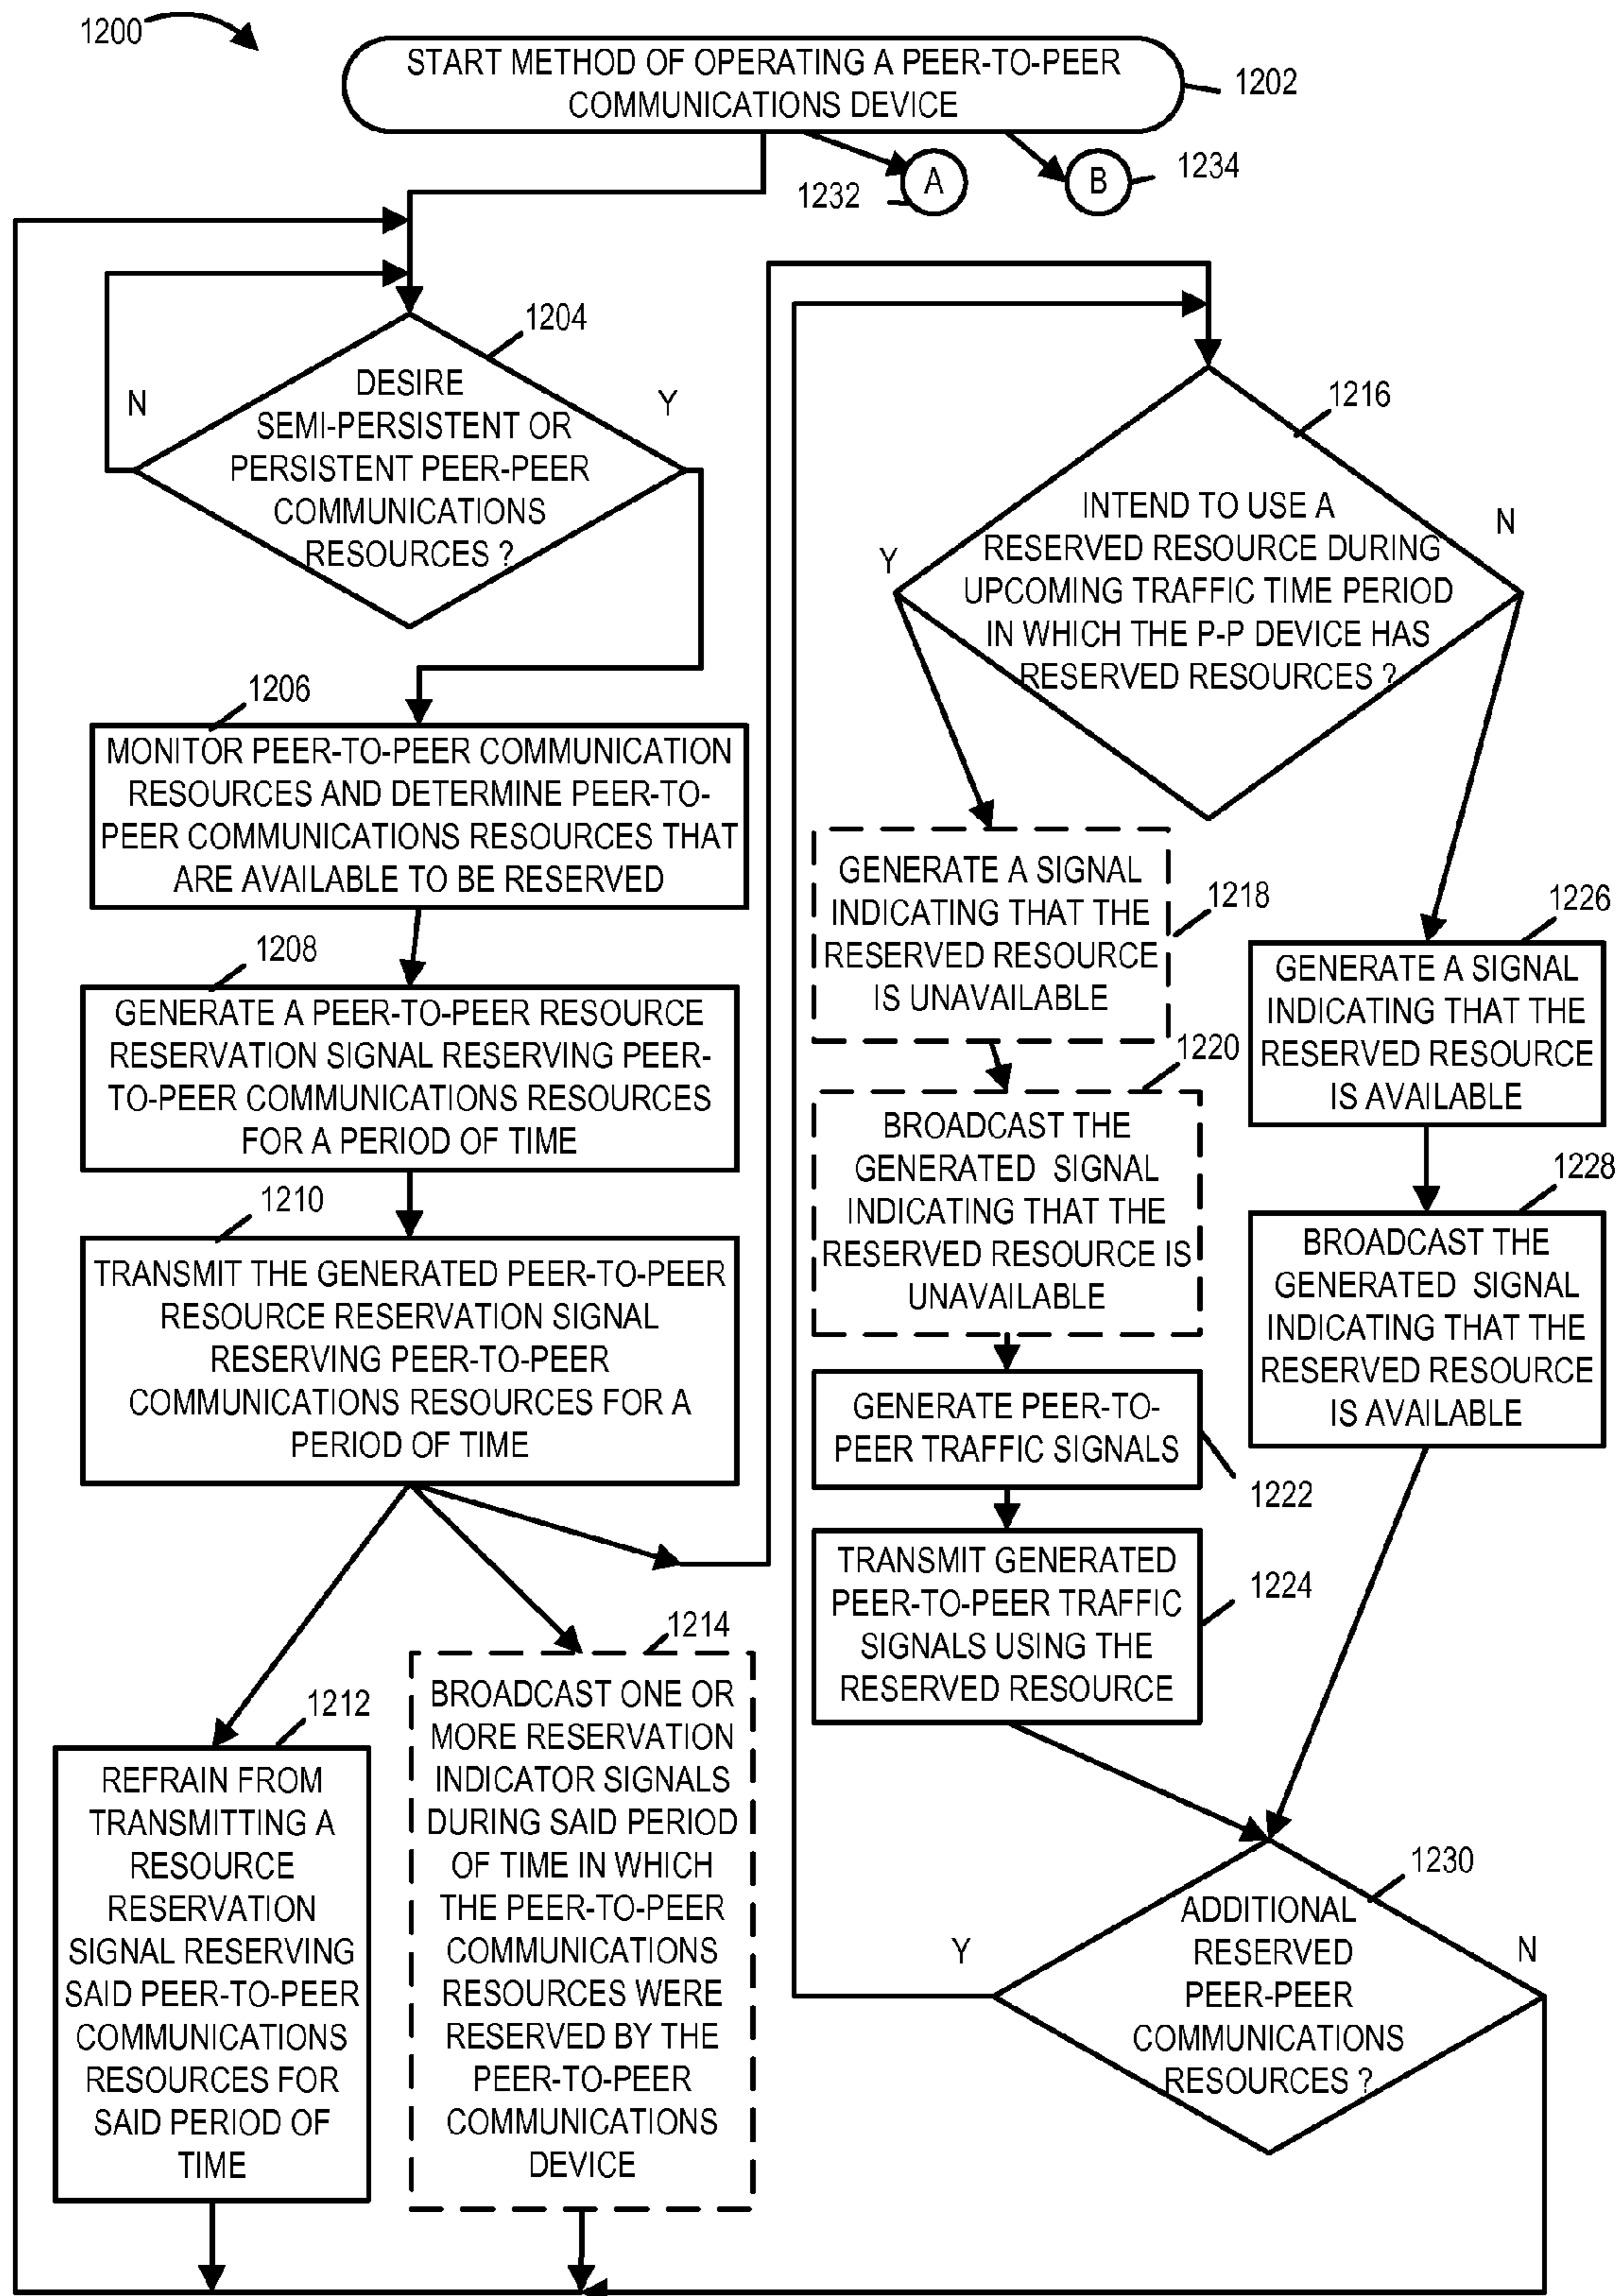 1200
START METHOD OF OPERATING A PEER-TO-PEER
COMMUNICATIONS DEVICE
1202
1232
A
B
1234
1204
N
Y
DESIRE
SEMI-PERSISTENT OR
PERSISTENT PEER-PEER
COMMUNICATIONS
RESOURCES ?
1206
MONITOR PEER-TO-PEER COMMUNICATION
RESOURCES AND DETERMINE PEER-TO-
PEER COMMUNICATIONS RESOURCES THAT
ARE AVAILABLE TO BE RESERVED
1208
GENERATE A PEER-TO-PEER RESOURCE
RESERVATION SIGNAL RESERVING PEER-
TO-PEER COMMUNICATIONS RESOURCES
FOR A PERIOD OF TIME
1210
TRANSMIT THE GENERATED PEER-TO-PEER
RESOURCE RESERVATION SIGNAL
RESERVING PEER-TO-PEER
COMMUNICATIONS RESOURCES FOR A
PERIOD OF TIME
1212
REFRAIN FROM
TRANSMITTING A
RESOURCE
RESERVATION
SIGNAL RESERVING
SAID PEER-TO-PEER
COMMUNICATIONS
RESOURCES FOR
SAID PERIOD OF
TIME
1214
BROADCAST ONE OR
MORE RESERVATION
INDICATOR SIGNALS
DURING SAID PERIOD
OF TIME IN WHICH
THE PEER-TO-PEER
COMMUNICATIONS
RESOURCES WERE
RESERVED BY THE
PEER-TO-PEER
COMMUNICATIONS
DEVICE
1216
Y
N
INTEND TO USE A
RESERVED RESOURCE DURING
UPCOMING TRAFFIC TIME PERIOD
IN WHICH THE P-P DEVICE HAS
RESERVED RESOURCES ?
GENERATE A SIGNAL
INDICATING THAT THE
RESERVED RESOURCE
IS UNAVAILABLE
1218
1220
BROADCAST THE
GENERATED SIGNAL
INDICATING THAT THE
RESERVED RESOURCE IS
UNAVAILABLE
GENERATE PEER-TO-
PEER TRAFFIC SIGNALS
1222
TRANSMIT GENERATED
PEER-TO-PEER TRAFFIC
SIGNALS USING THE
RESERVED RESOURCE
1224
1226
GENERATE A SIGNAL
INDICATING THAT THE
RESERVED RESOURCE
IS AVAILABLE
1228
BROADCAST THE
GENERATED SIGNAL
INDICATING THAT THE
RESERVED RESOURCE
IS AVAILABLE
1230
Y
N
ADDITIONAL
RESERVED
PEER-PEER
COMMUNICATIONS
RESOURCES ?